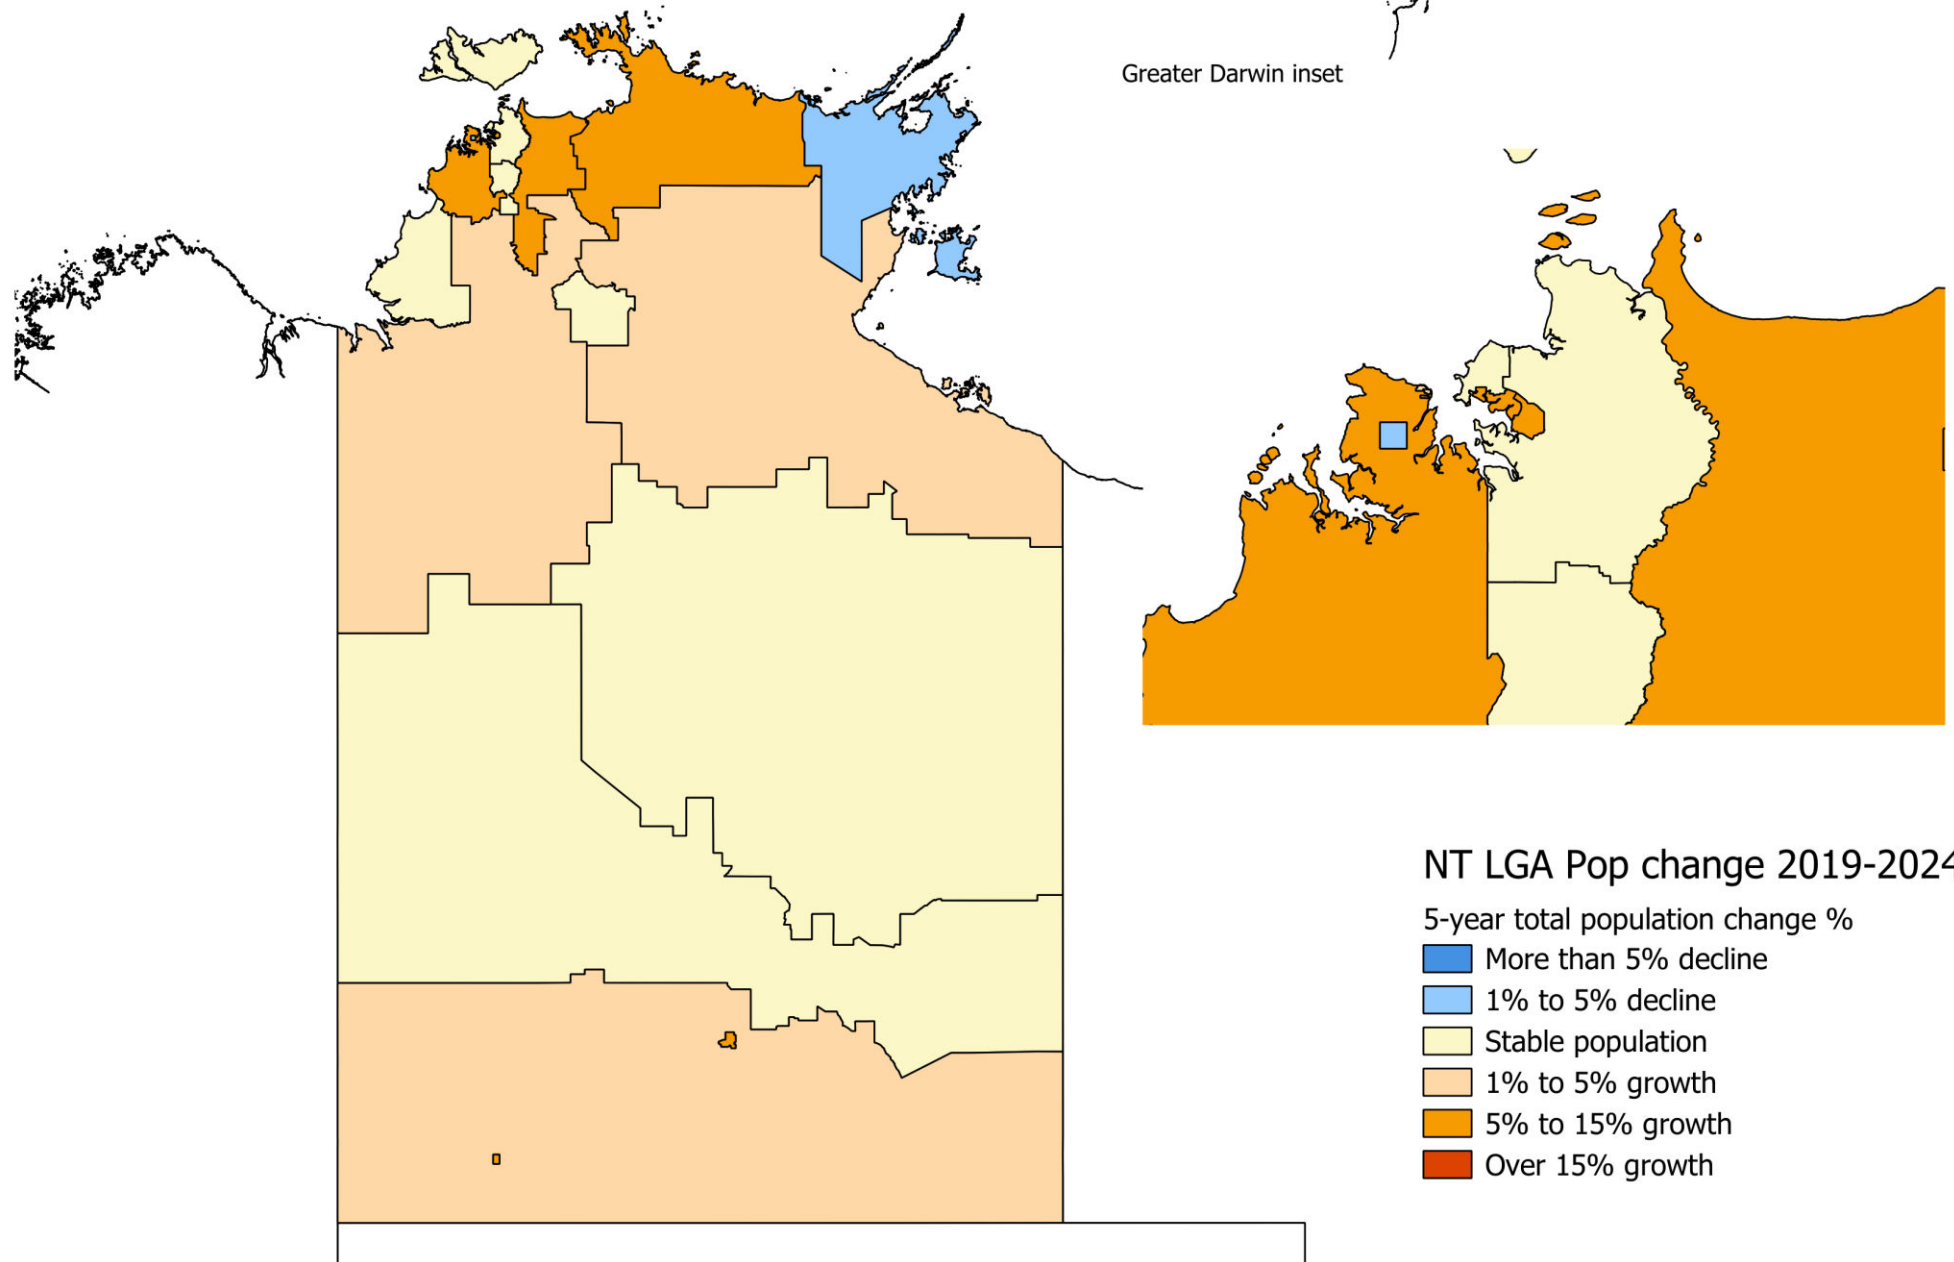 Greater Darwin inset
NT LGA Pop change 2019-2024
5-year total population change %
More than 5% decline
1% to 5% decline
Stable population
1% to 5% growth
5% to 15% growth
Over 15% growth